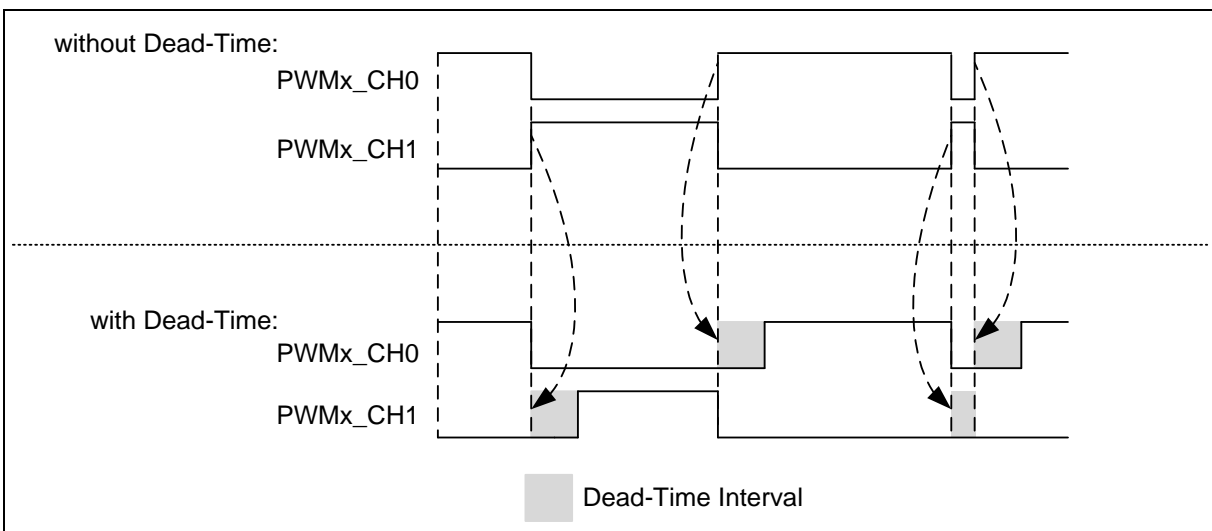 without Dead-Time:
PWMx_CH0
PWMx_CH1
with Dead-Time:
PWMx_CH0
PWMx_CH1
Dead-Time Interval